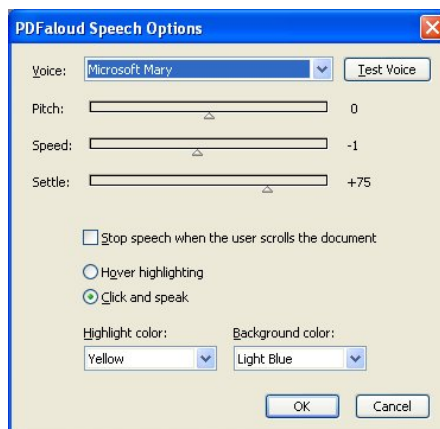 PDFaloud Speech Options
Voice: Microsoft Mary Test Voice
Pitch: 0
Speed: -1
Settle: +75
Stop speech when the user scrolls the document
Hover highlighting
Click and speak
Highlight color: Background color:
Yellow Light Blue
OK Cancel